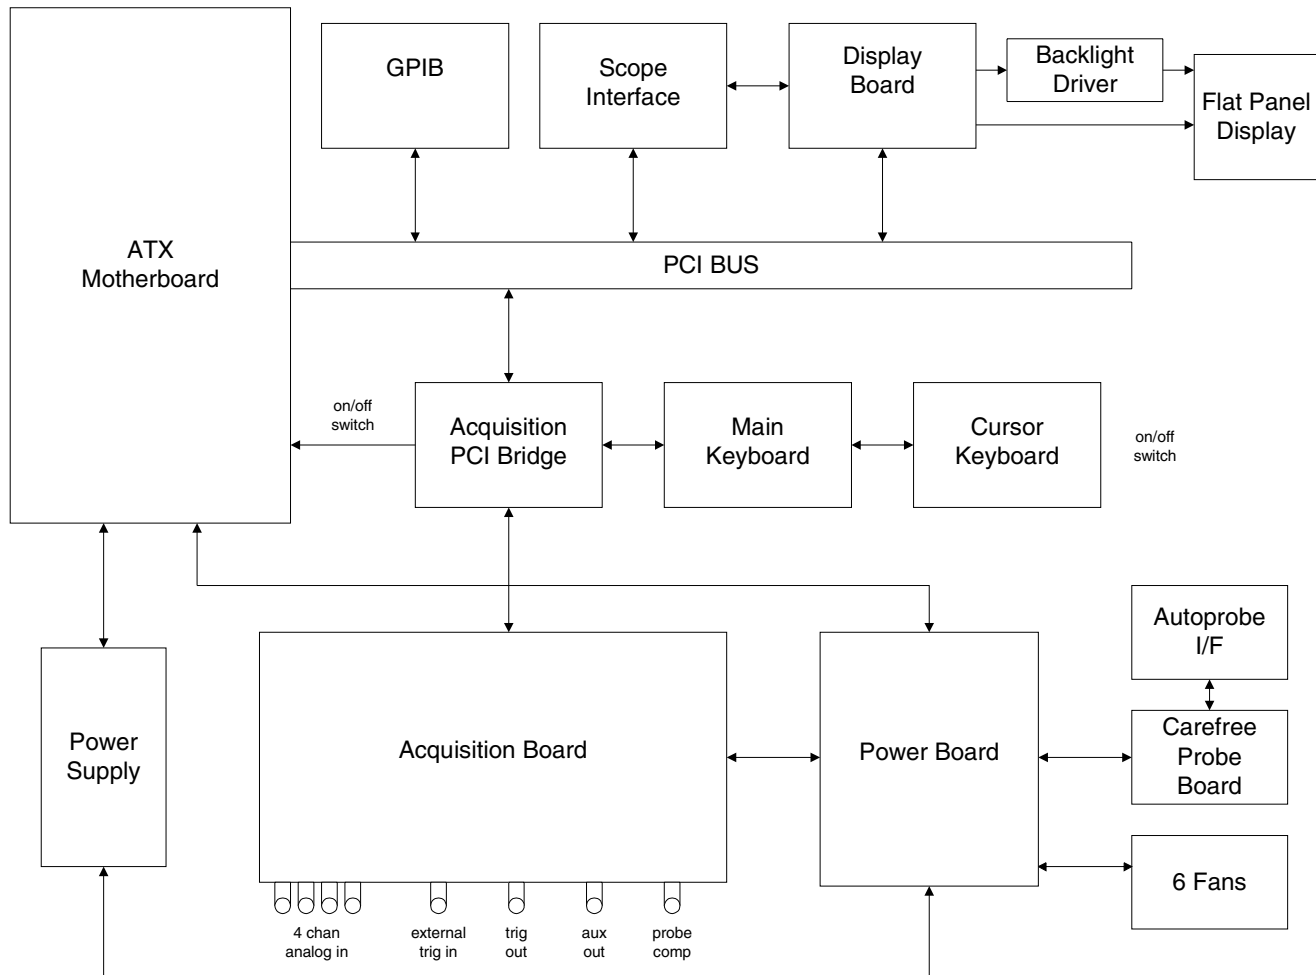 GPIB
Scope
Interface
Display
Board
Backlight
Driver
Flat Panel
Display
ATX
Motherboard
PCI BUS
on/off
switch
Acquisition
PCI Bridge
Main
Keyboard
Cursor
Keyboard
on/off
switch
Power
Supply
Acquisition Board
Power Board
Autoprobe
I/F
Carefree
Probe
Board
6 Fans
4 chan
analog in
external
trig in
trig
out
aux
out
probe
comp